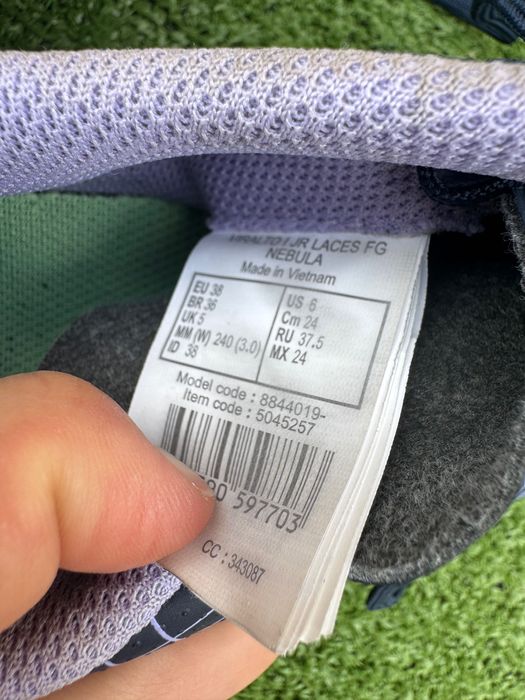 VIRALTO I JR LACES FG
NEBULA
Made in Vietnam
EU 38
BR 36
UK 5
MM (W) 240 (3.0)
ID 38
US 6
Cm 24
RU 37.5
MX 24
Model code : 8844019-
Item code : 5045257
597703
CC : 343087